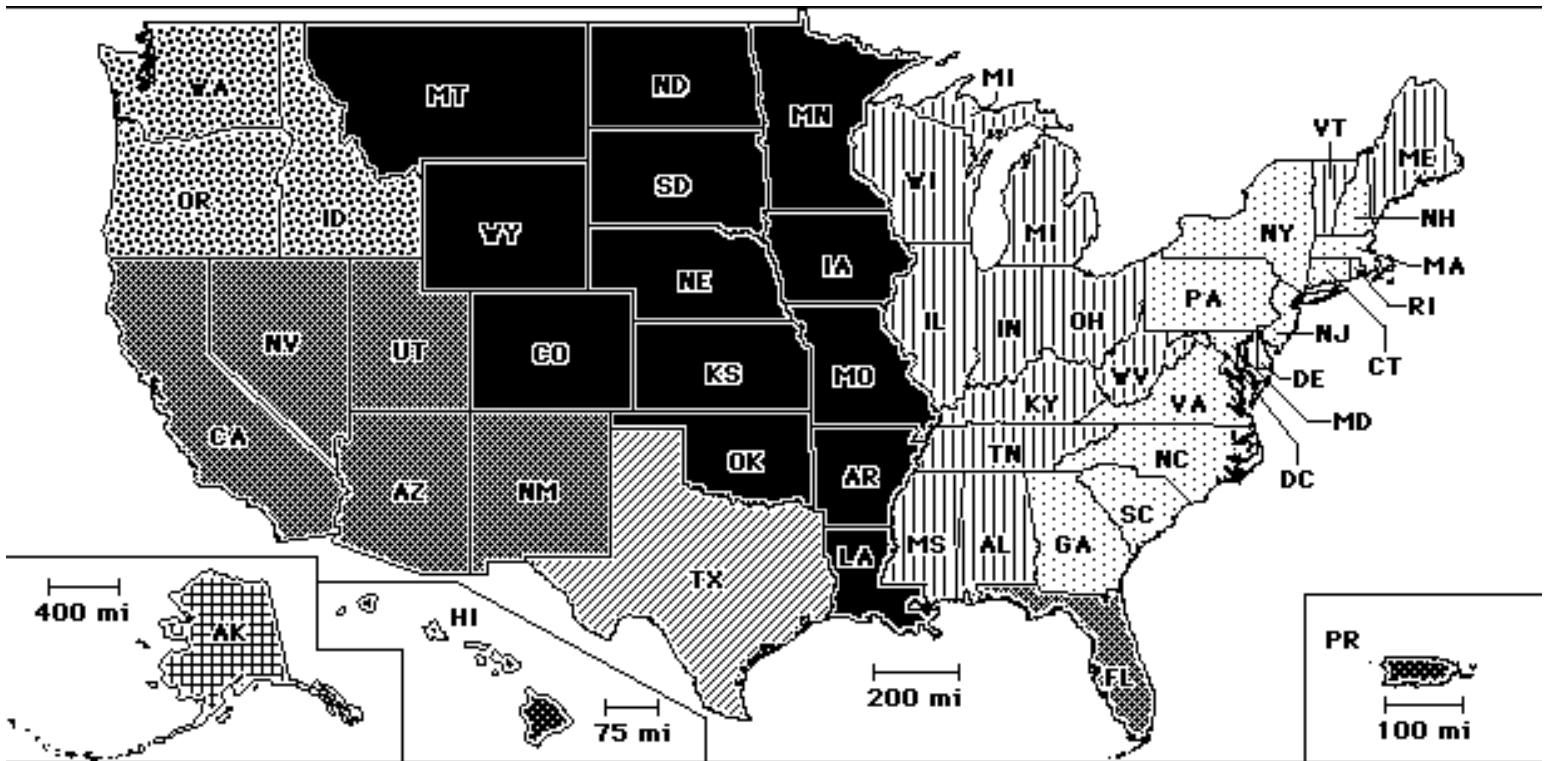 MI
ND
MT
MN
WA
VT
ME
SD
WI
OR
ID
NH
WY
MI
NY
IA
MA
NE
PA
RI
IL
IN
OH
NJ
NV
UT
CO
CT
KS
MO
WV
DE
KY
VA
MD
CA
TN
NC
OK
AR
DC
AZ
NM
SC
MS
AL
GA
LA
TX
400 mi
HI
AK
PR
FL
200 mi
75 mi
100 mi